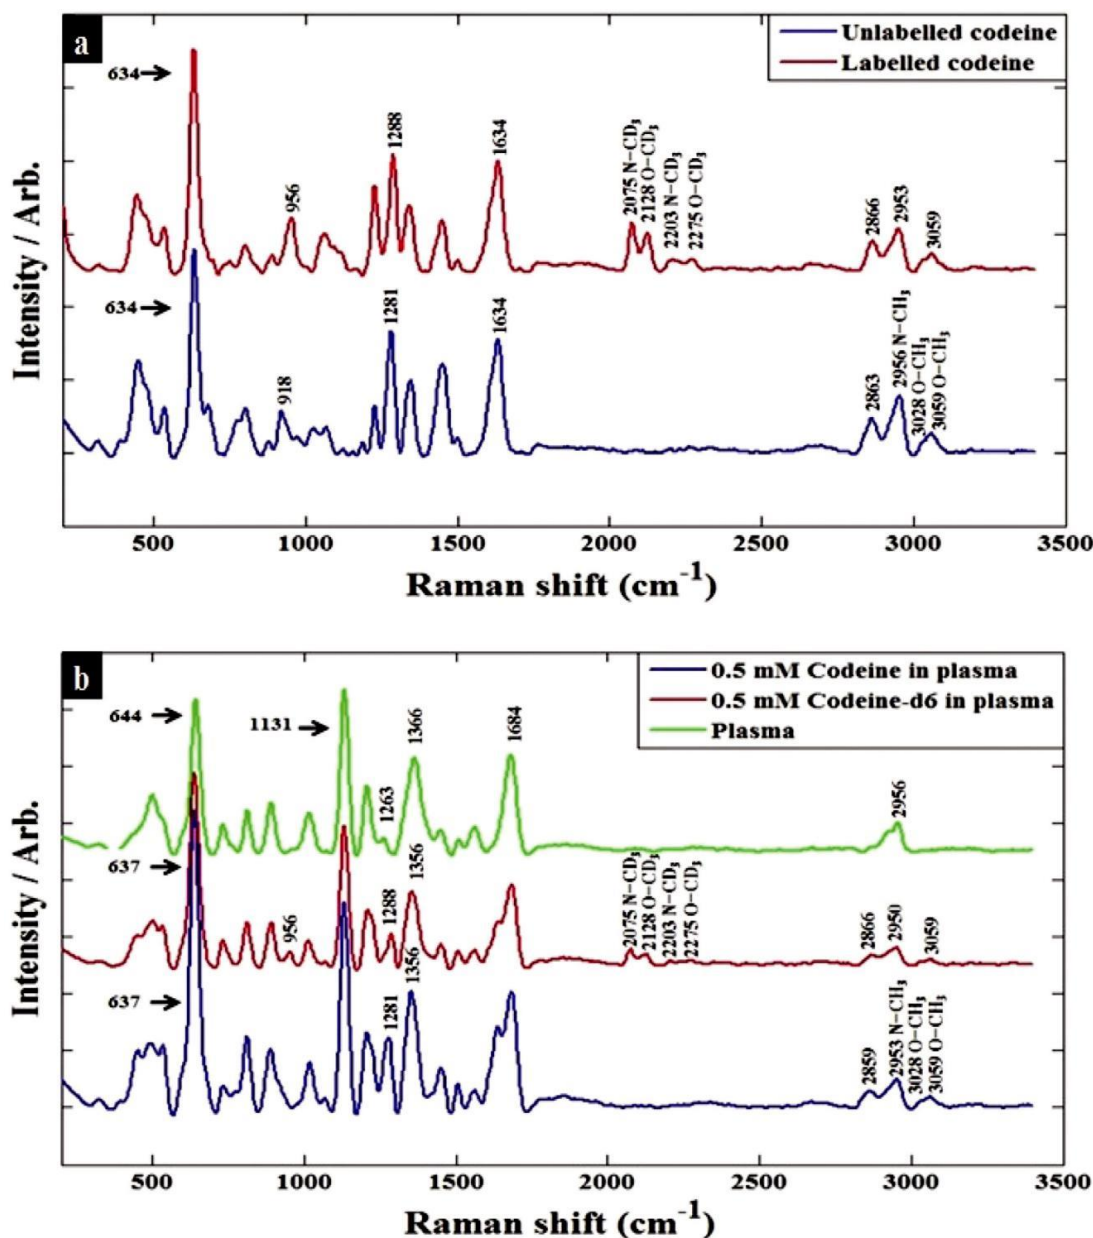 a
Unlabelled codeine
Labelled codeine
634
956
1288
1634
2075 N−CD₃
2128 O−CD₃
2203 N−CD₃
2275 O−CD₃
2866
2953
3059
634
918
1281
1634
2863
2956 N−CH₃
3028 O−CH₃
3059 O−CH₃
Intensity / Arb.
500 1000 1500 2000 2500 3000 3500
Raman shift (cm⁻¹)
b
0.5 mM Codeine in plasma
0.5 mM Codeine-d6 in plasma
Plasma
644
1131
1263
1366
1684
2956
637
956
1288
1356
2075 N−CD₃
2128 O−CD₃
2203 N−CD₃
2275 O−CD₃
2866
2950
3059
637
1281
1356
2859
2953 N−CH₃
3028 O−CH₃
3059 O−CH₃
Intensity / Arb.
500 1000 1500 2000 2500 3000 3500
Raman shift (cm⁻¹)